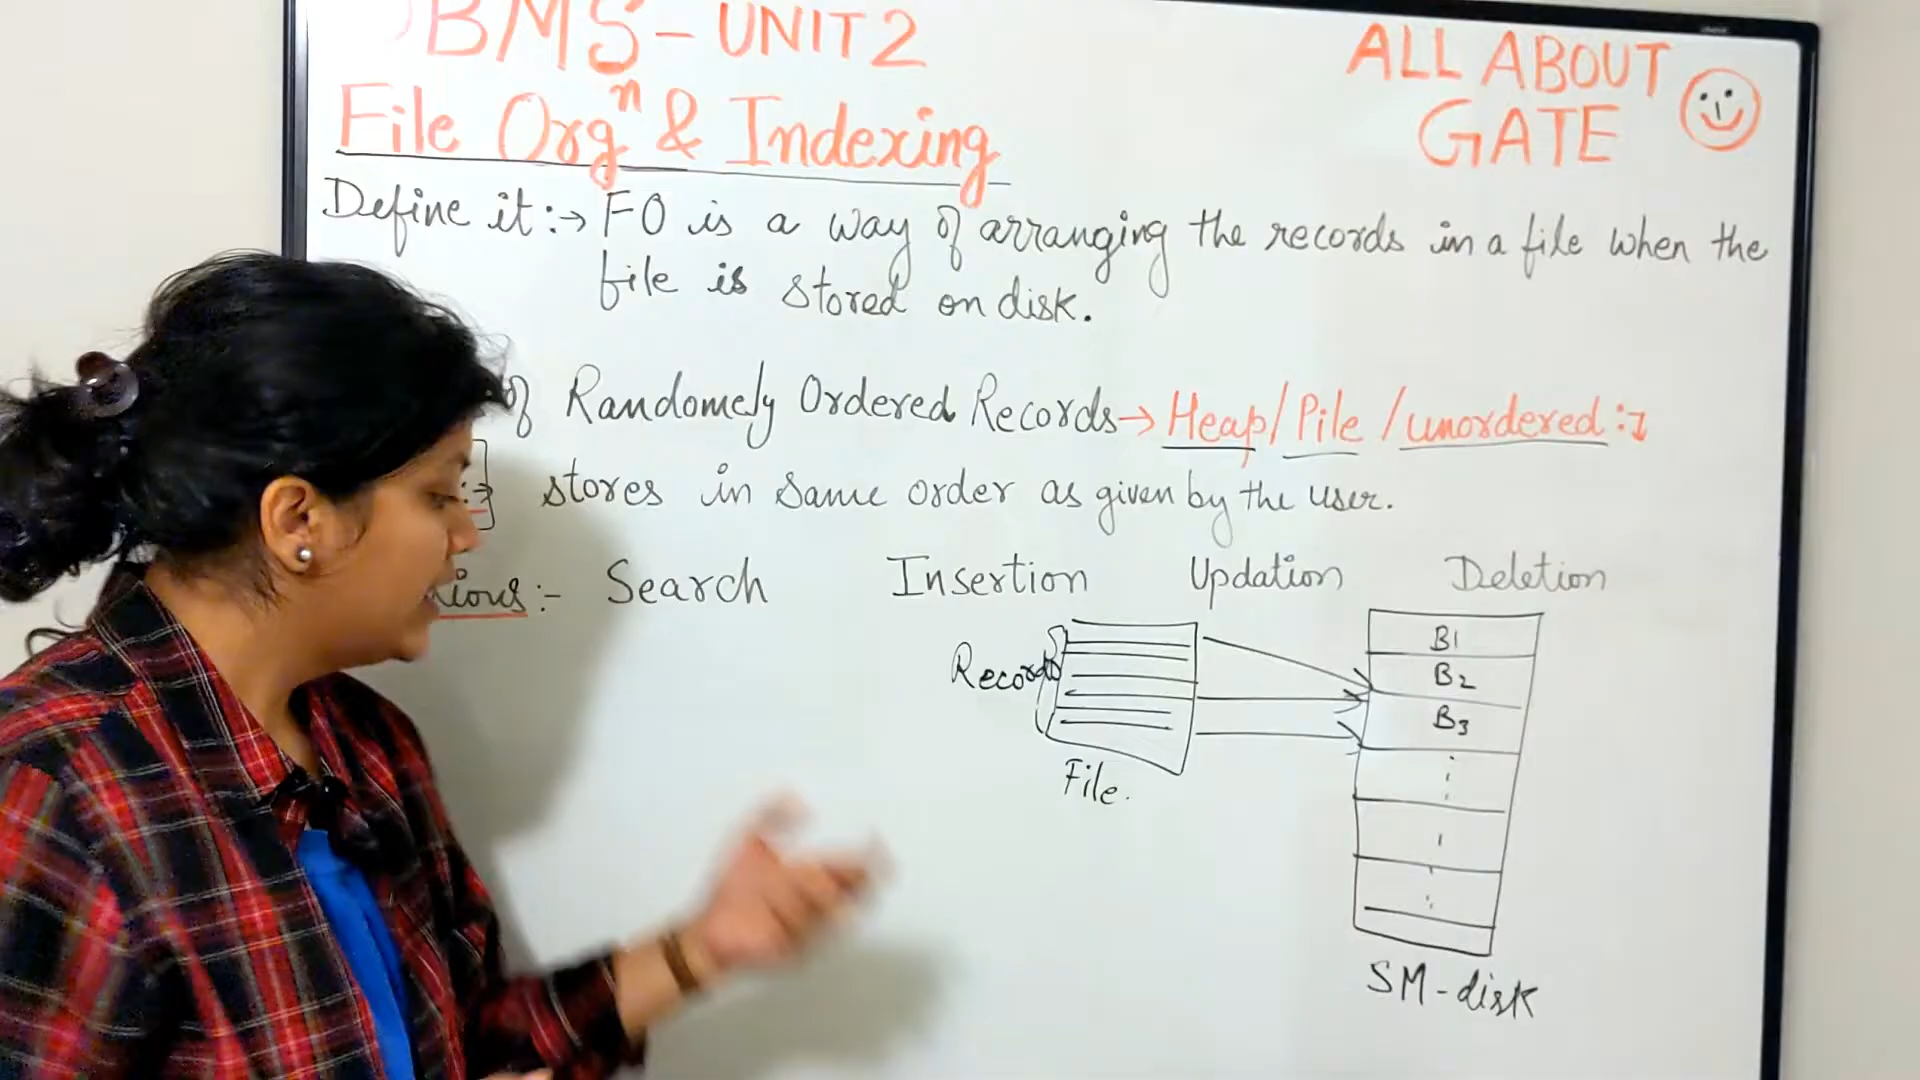 DBMS - UNIT 2
ALL ABOUT
GATE
File Orgⁿ & Indexing
Define it :→ FO is a way of arranging the records in a file when the
file is stored on disk.
of Randomely Ordered Records → Heap / Pile / unordered :→
stores in same order as given by the user.
Search Insertion Updation Deletion
Records
File.
B1
B2
B3
SM - disk